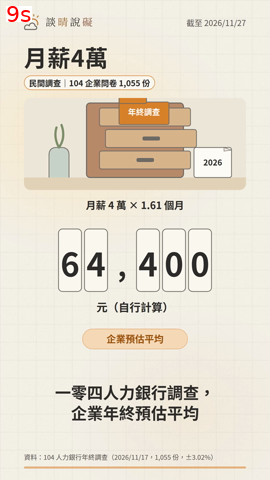 9s
談晴說礙
截至 2026/11/27
月薪4萬
民間調查｜104 企業問卷 1,055 份
年終調查
2026
月薪 4 萬 × 1.61 個月
64,400
元（自行計算）
企業預估平均
一零四人力銀行調查，
企業年終預估平均
資料：104 人力銀行年終調查（2026/11/17，1,055 份，±3.02%）